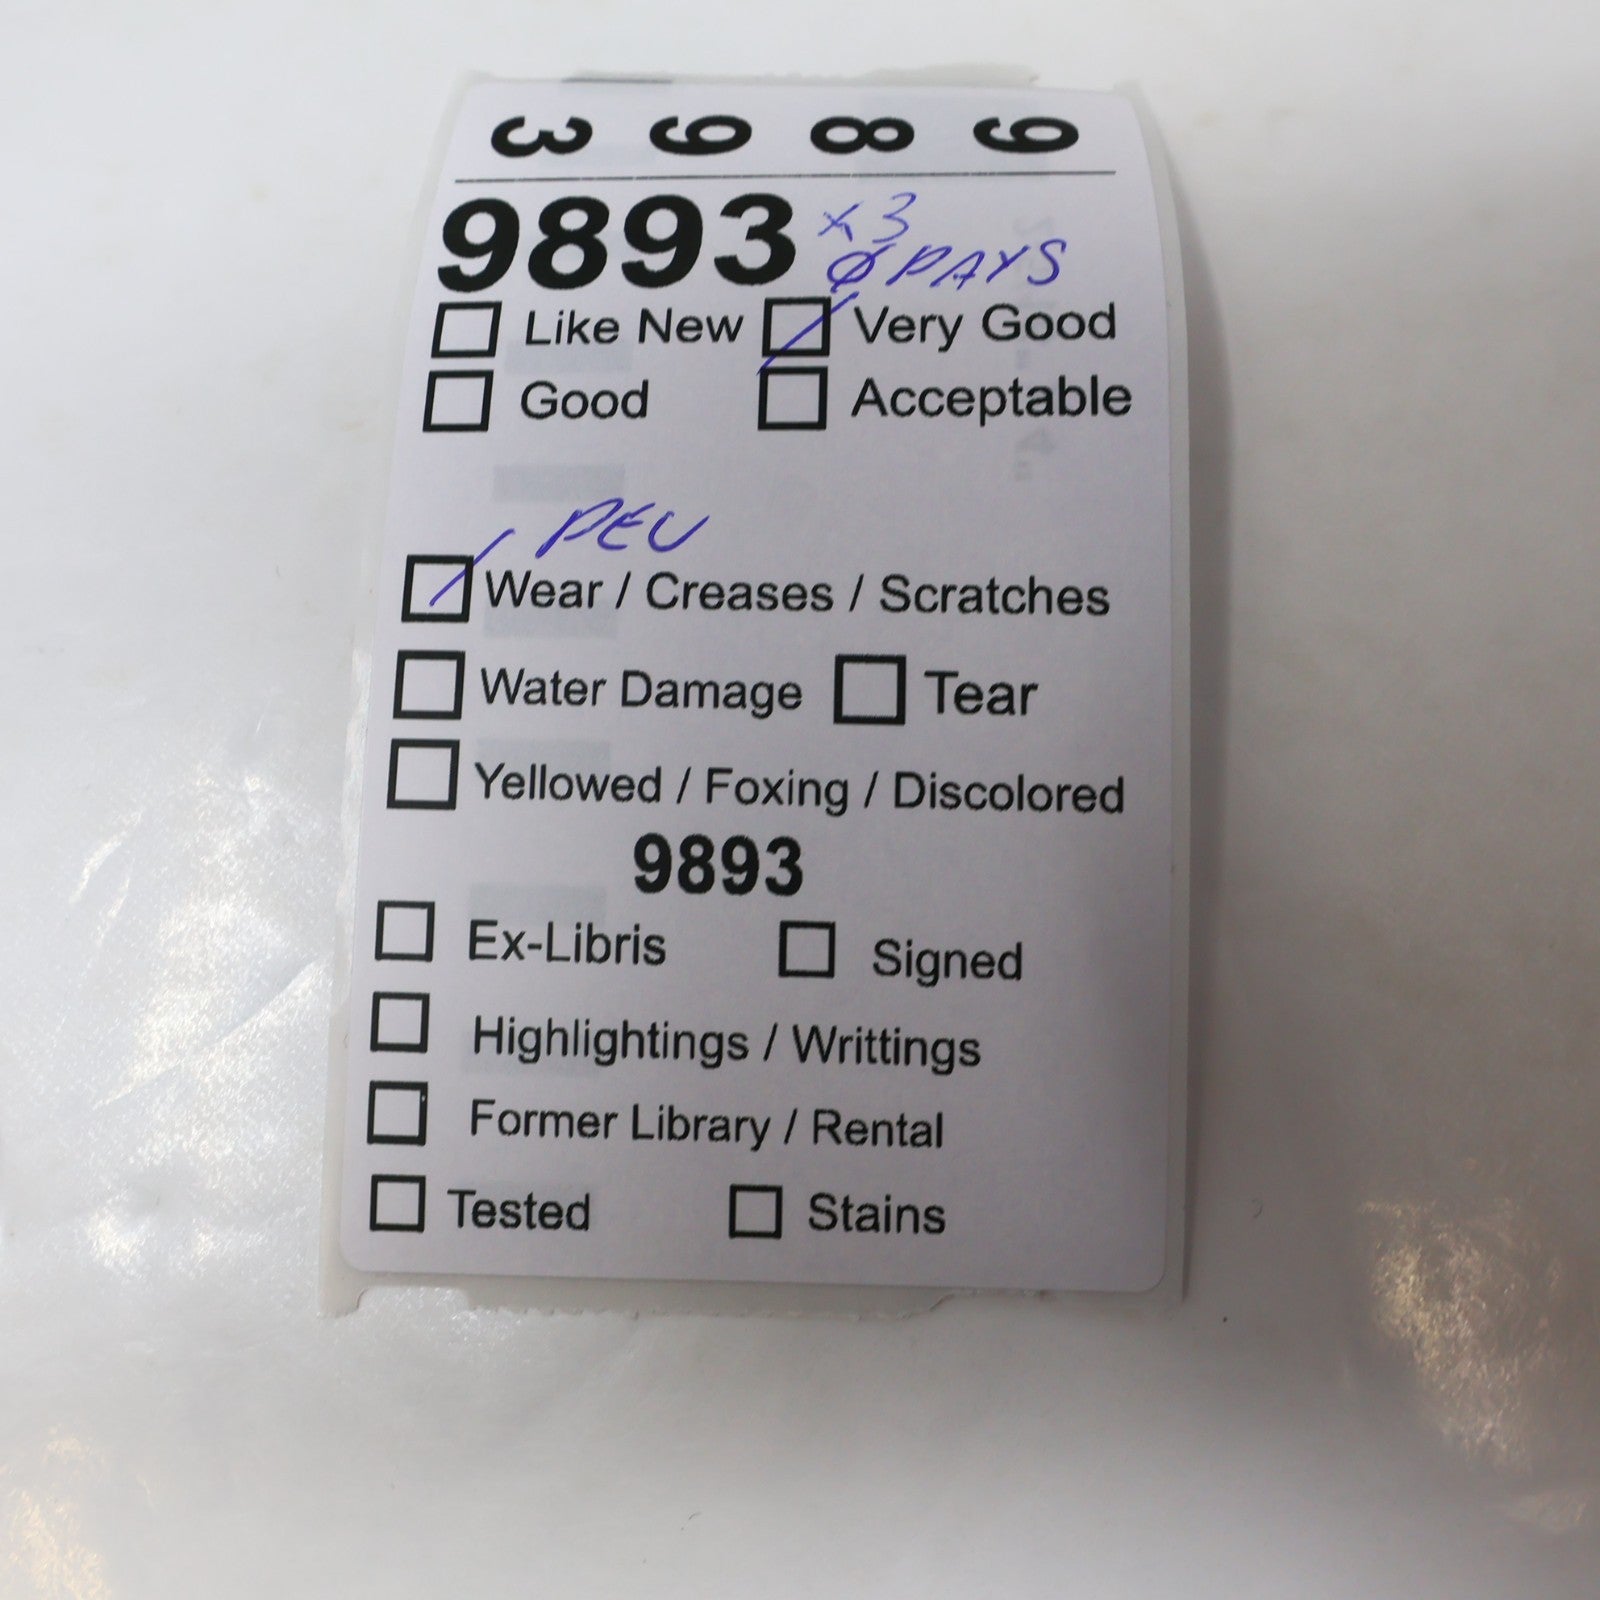 9 8 9 3
9893 x3
Ø PAYS
Like New Very Good
Good Acceptable
PEU
Wear / Creases / Scratches
Water Damage Tear
Yellowed / Foxing / Discolored
9893
Ex-Libris Signed
Highlightings / Writtings
Former Library / Rental
Tested Stains